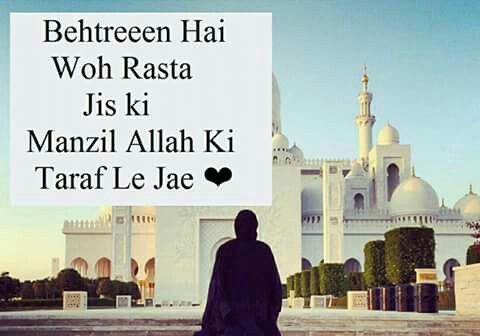 Behtreeen Hai
Woh Rasta
Jis ki
Manzil Allah Ki
Taraf Le Jae ❤